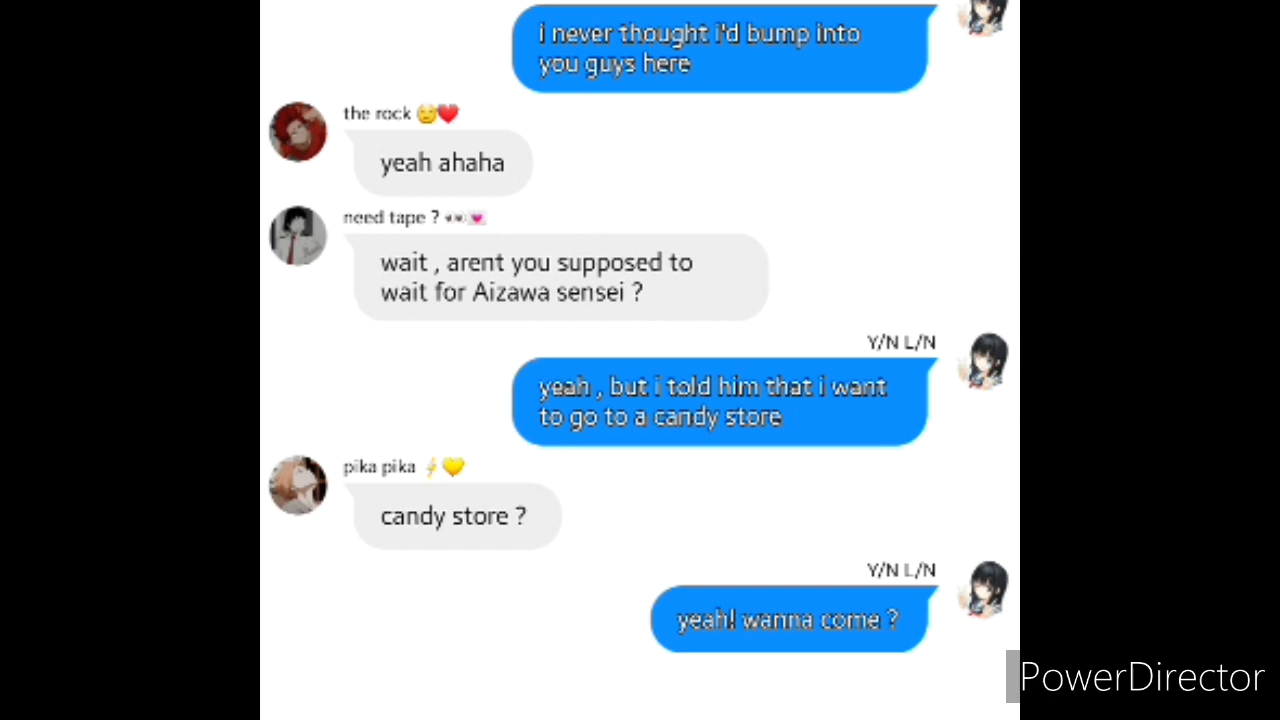 i never thought i'd bump into
you guys here
the rock 😔❤️
yeah ahaha
need tape ? 👀💌
wait , arent you supposed to
wait for Aizawa sensei ?
Y/N L/N
yeah , but i told him that i want
to go to a candy store
pika pika ⚡💛
candy store ?
Y/N L/N
yeah! wanna come ?
PowerDirector